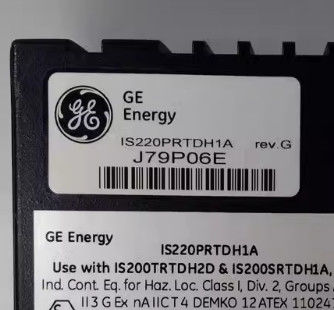 GE
Energy
IS220PRTDH1A rev.G
J79P06E
GE Energy
IS220PRTDH1A
Use with IS200TRTDH2D & IS200SRTDH1A,
Ind. Cont. Eq. for Haz. Loc. Class I, Div. 2, Groups
II 3 G Ex nA IIC T4 DEMKO 12 ATEX 11024